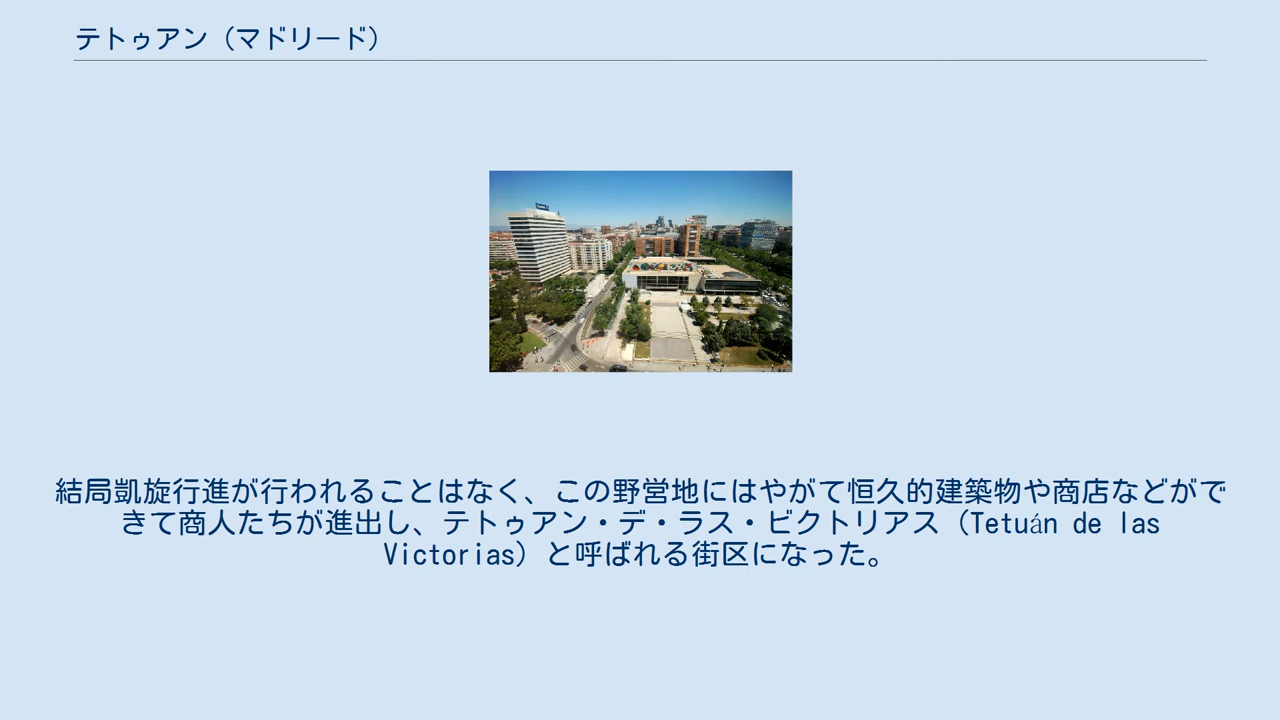 テトゥアン（マドリード）
結局凱旋行進が行われることはなく、この野営地にはやがて恒久的建築物や商店などがで
きて商人たちが進出し、テトゥアン・デ・ラス・ビクトリアス（Tetuán de las
Victorias）と呼ばれる街区になった。